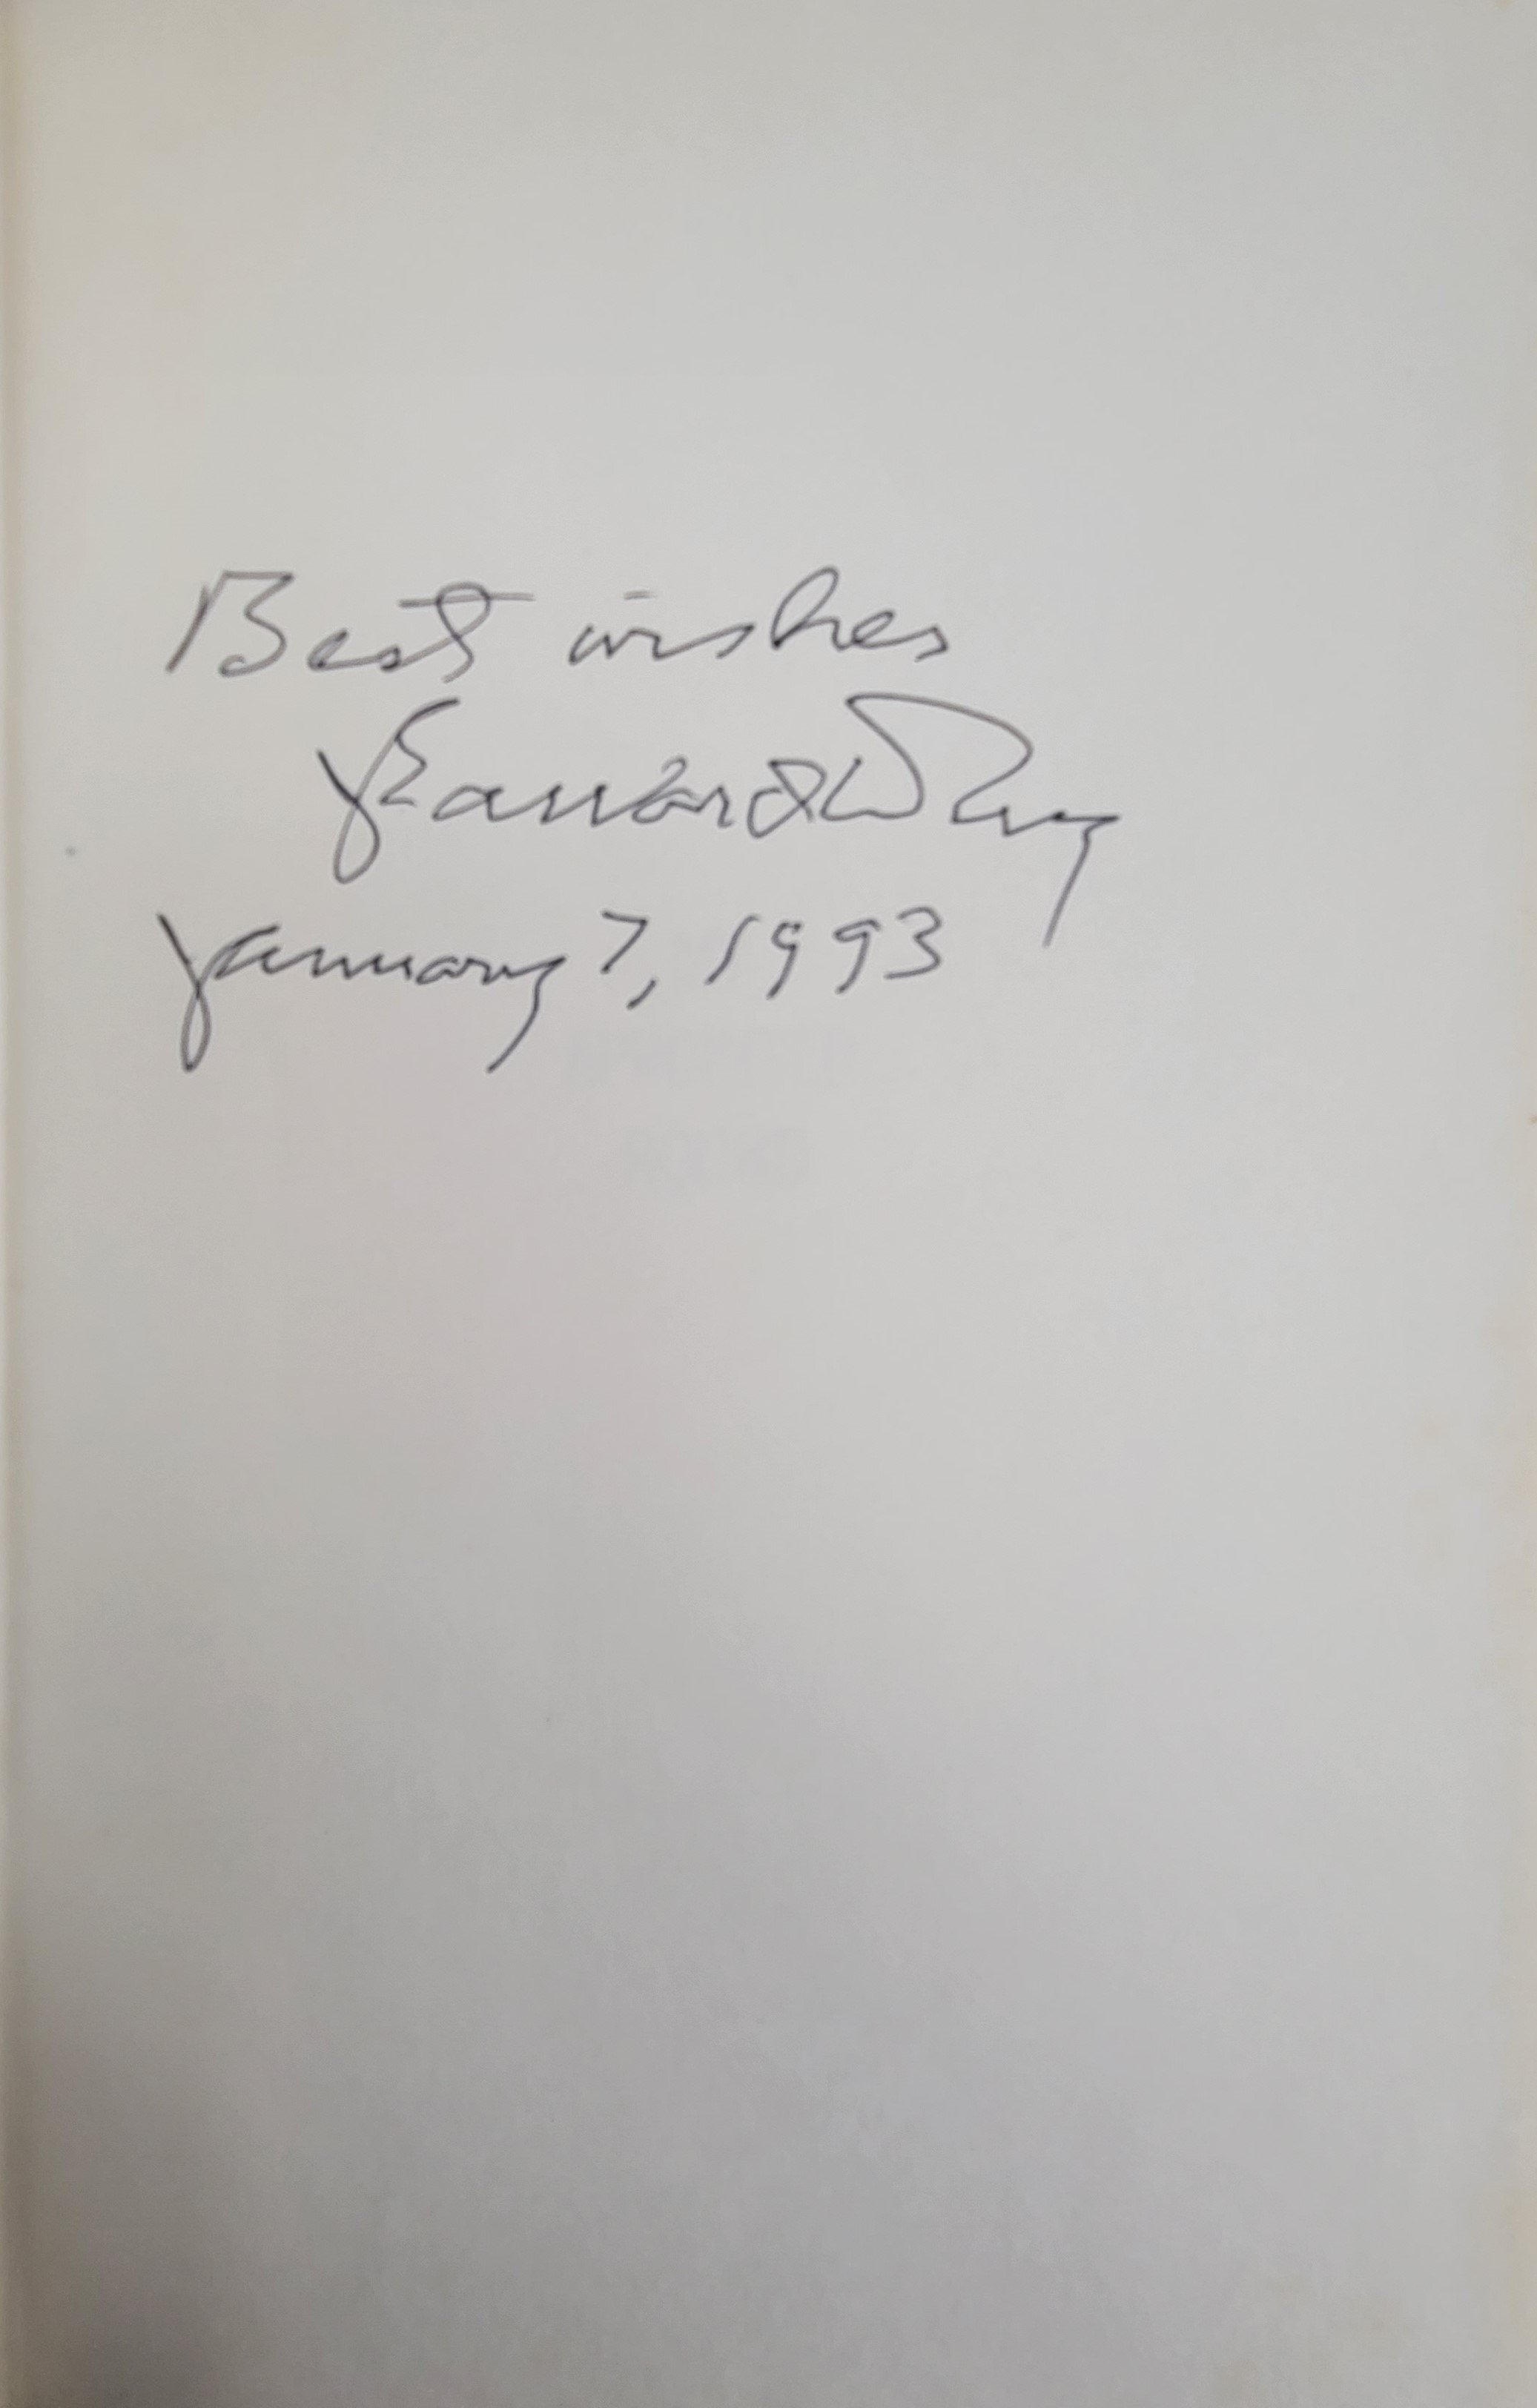 Best wishes
January 7, 1993